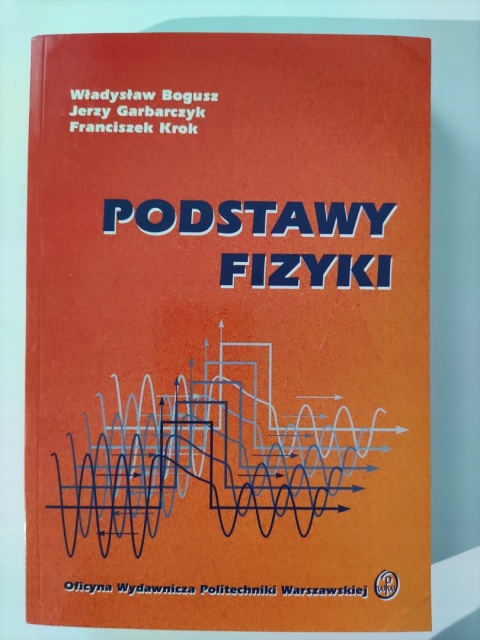 Władysław Bogusz
Jerzy Garbarczyk
Franciszek Krok
PODSTAWY
FIZYKI
Oficyna Wydawnicza Politechniki Warszawskiej